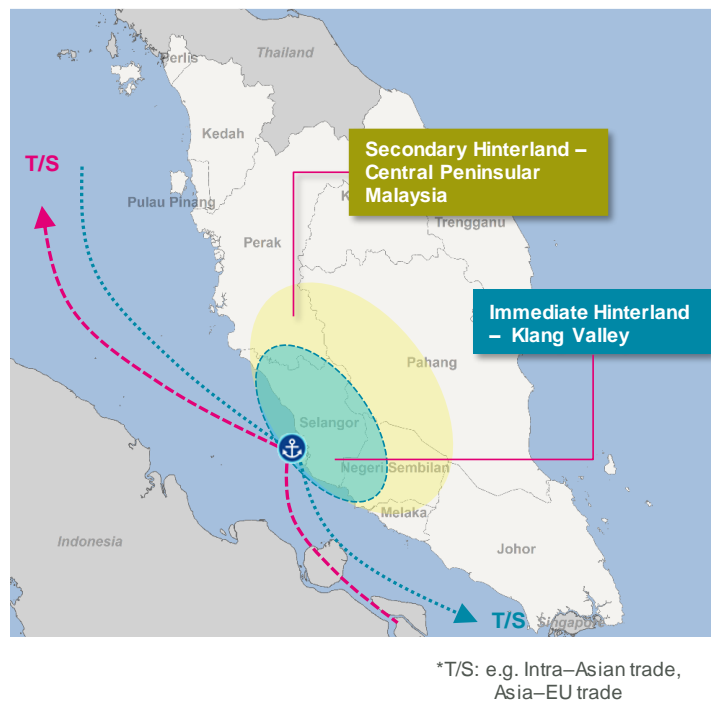 Thailand
Perlis
Kedah
T/S
Secondary Hinterland –
Central Peninsular
Malaysia
Pulau Pinang
K
Trengganu
Perak
Immediate Hinterland
– Klang Valley
Pahang
Selangor
Negeri Sembilan
Melaka
Indonesia
Johor
T/S
Singapore
*T/S: e.g. Intra–Asian trade,
Asia–EU trade